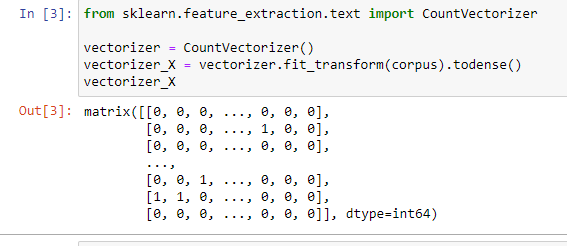 In [3]: from sklearn.feature_extraction.text import CountVectorizer
vectorizer = CountVectorizer()
vectorizer_X = vectorizer.fit_transform(corpus).todense()
vectorizer_X
Out[3]: matrix([[0, 0, 0, ..., 0, 0, 0],
[0, 0, 0, ..., 1, 0, 0],
[0, 0, 0, ..., 0, 0, 0],
...,
[0, 0, 1, ..., 0, 0, 0],
[1, 1, 0, ..., 0, 0, 0],
[0, 0, 0, ..., 0, 0, 0]], dtype=int64)